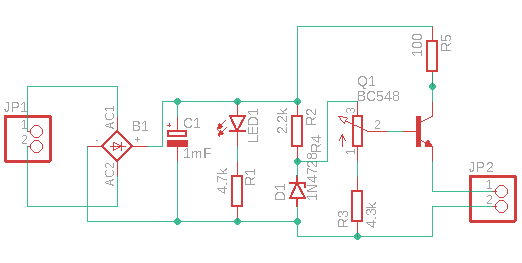 JP1
1
2
AC1
AC2
B1
+
+
C1
1mF
LED1
4.7k
R1
2.2k
R2
D1
1N4728
R4
Q1
BC548
3
2
1
R3
4.3k
100
R5
JP2
1
2